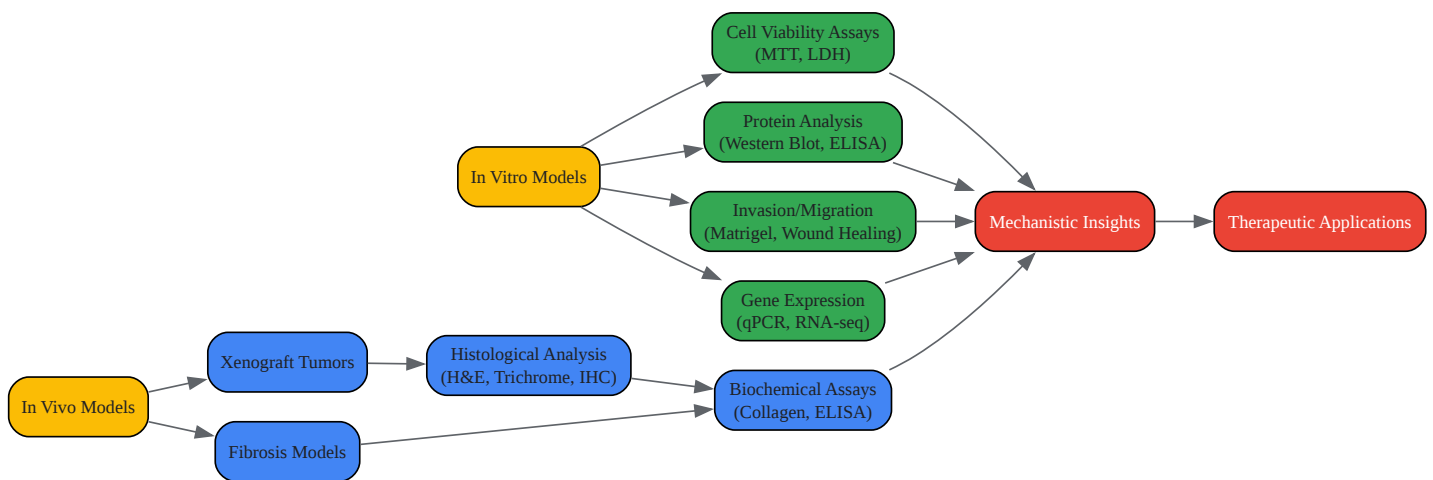 Cell Viability Assays
(MTT, LDH)
Protein Analysis
(Western Blot, ELISA)
In Vitro Models
Invasion/Migration
(Matrigel, Wound Healing)
Mechanistic Insights
Therapeutic Applications
Gene Expression
(qPCR, RNA-seq)
Xenograft Tumors
Histological Analysis
(H&E, Trichrome, IHC)
Biochemical Assays
(Collagen, ELISA)
In Vivo Models
Fibrosis Models